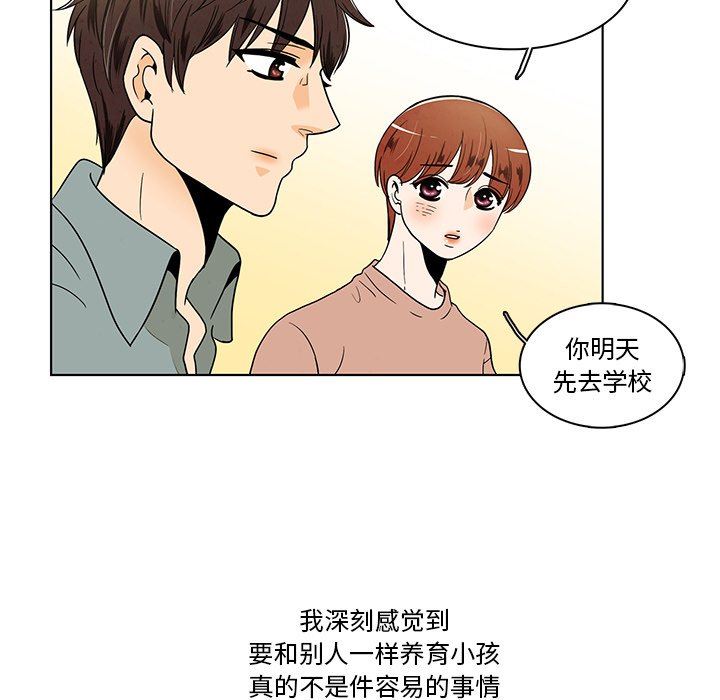 你明天
先去学校
我深刻感觉到
要和别人一样养育小孩
真的不是件容易的事情